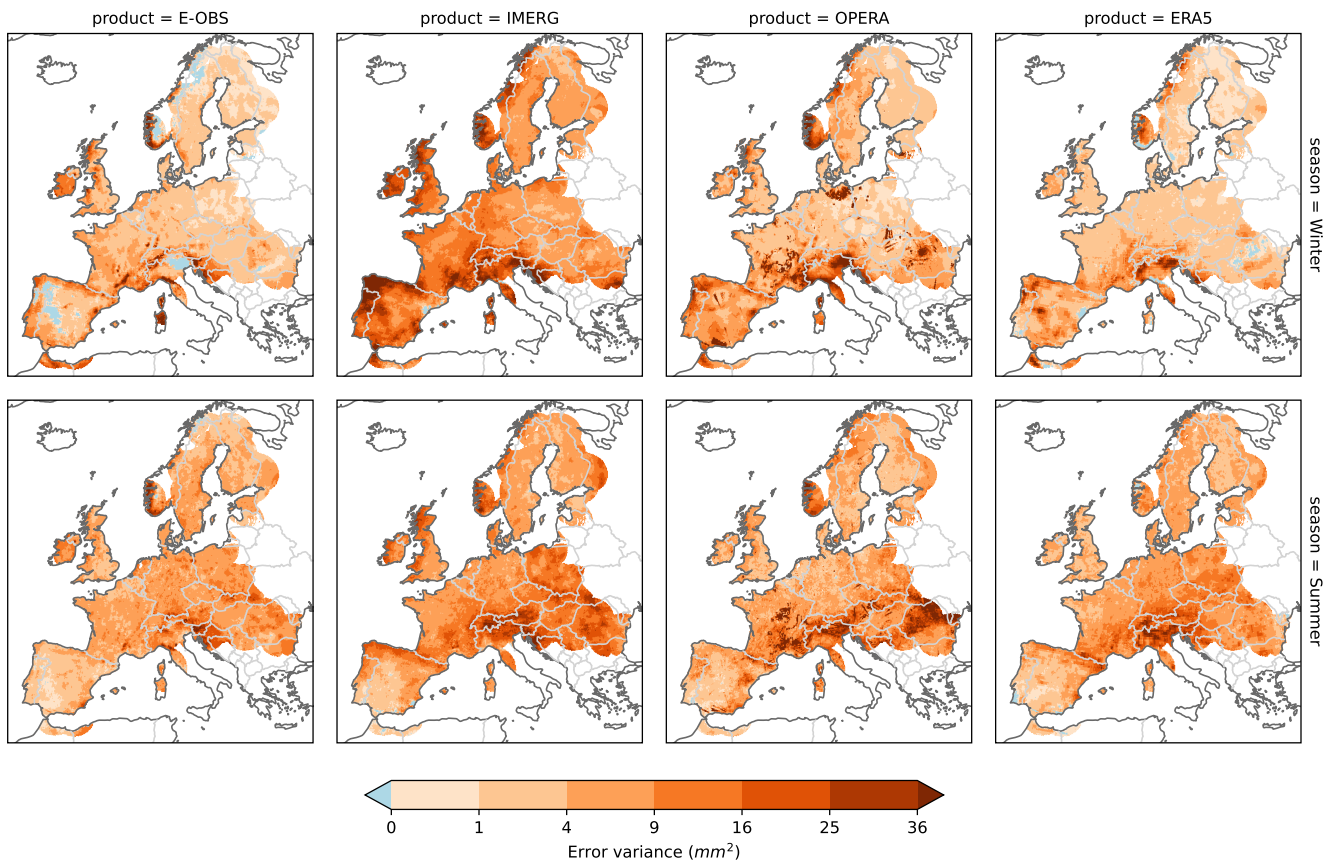 product = E-OBS
product = IMERG
product = OPERA
product = ERA5
season = Winter
season = Summer
0 1 4 9 16 25 36
Error variance (mm²)